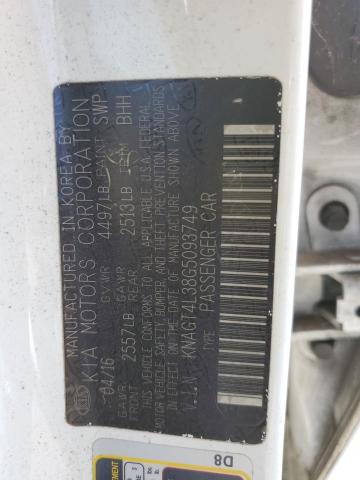 MANUFACTURED IN KOREA BY
KIA MOTORS CORPORATION
04/16 GVWR 4497LB PAINT SWP
GAWR FRONT 2557LB GAWR REAR 2513LB TRIM BHH
THIS VEHICLE CONFORMS TO ALL APPLICABLE U.S.A. FEDERAL
MOTOR VEHICLE SAFETY, BUMPER, AND THEFT PREVENTION STANDARDS
IN EFFECT ON THE DATE OF MANUFACTURE SHOWN ABOVE.
V.I.N: KNAGT4L38G5093749
TYPE: PASSENGER CAR
KIA
D8